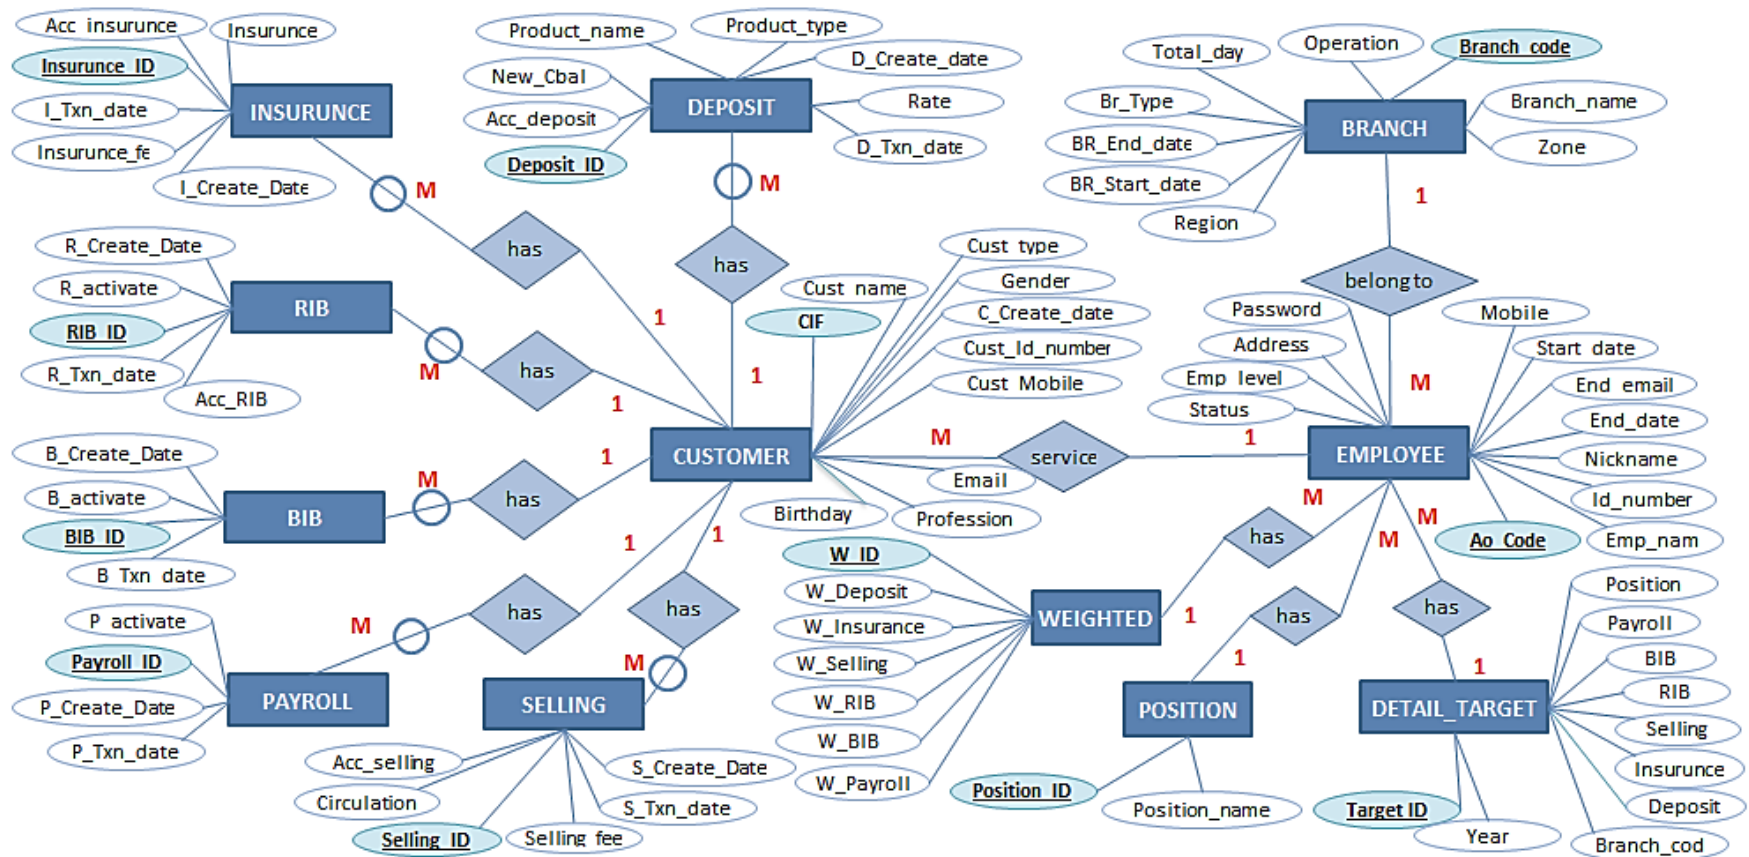 Acc_insurunce
Insurunce
Insurunce_ID
I_Txn_date
Insurunce_fe
I_Create_Date
INSURUNCE
M
has
1
Product_name
Product_type
New_Cbal
D_Create_date
Acc_deposit
Rate
Deposit_ID
D_Txn_date
DEPOSIT
M
has
1
Total_day
Operation
Branch_code
Br_Type
Branch_name
BR_End_date
Zone
BR_Start_date
Region
BRANCH
1
belongto
M
R_Create_Date
R_activate
RIB_ID
R_Txn_date
Acc_RIB
RIB
M
has
1
Cust_type
Cust_name
Gender
CIF
C_Create_date
Cust_Id_number
Cust_Mobile
CUSTOMER
Email
Birthday
Profession
M
service
1
Password
Mobile
Address
Start_date
Emp_level
End_email
Status
End_date
EMPLOYEE
Nickname
Id_number
Ao_Code
Emp_nam
B_Create_Date
B_activate
BIB_ID
B_Txn_date
BIB
M
has
1
P_activate
Payroll_ID
P_Create_Date
P_Txn_date
PAYROLL
M
has
1
SELLING
M
has
1
Acc_selling
S_Create_Date
Circulation
S_Txn_date
Selling_ID
Selling_fee
W_ID
W_Deposit
W_Insurance
W_Selling
W_RIB
W_BIB
W_Payroll
WEIGHTED
1
has
M
POSITION
1
has
M
Position_ID
Position_name
M
has
1
DETAIL_TARGET
Position
Payroll
BIB
RIB
Selling
Insurunce
Deposit
Branch_cod
Target ID
Year